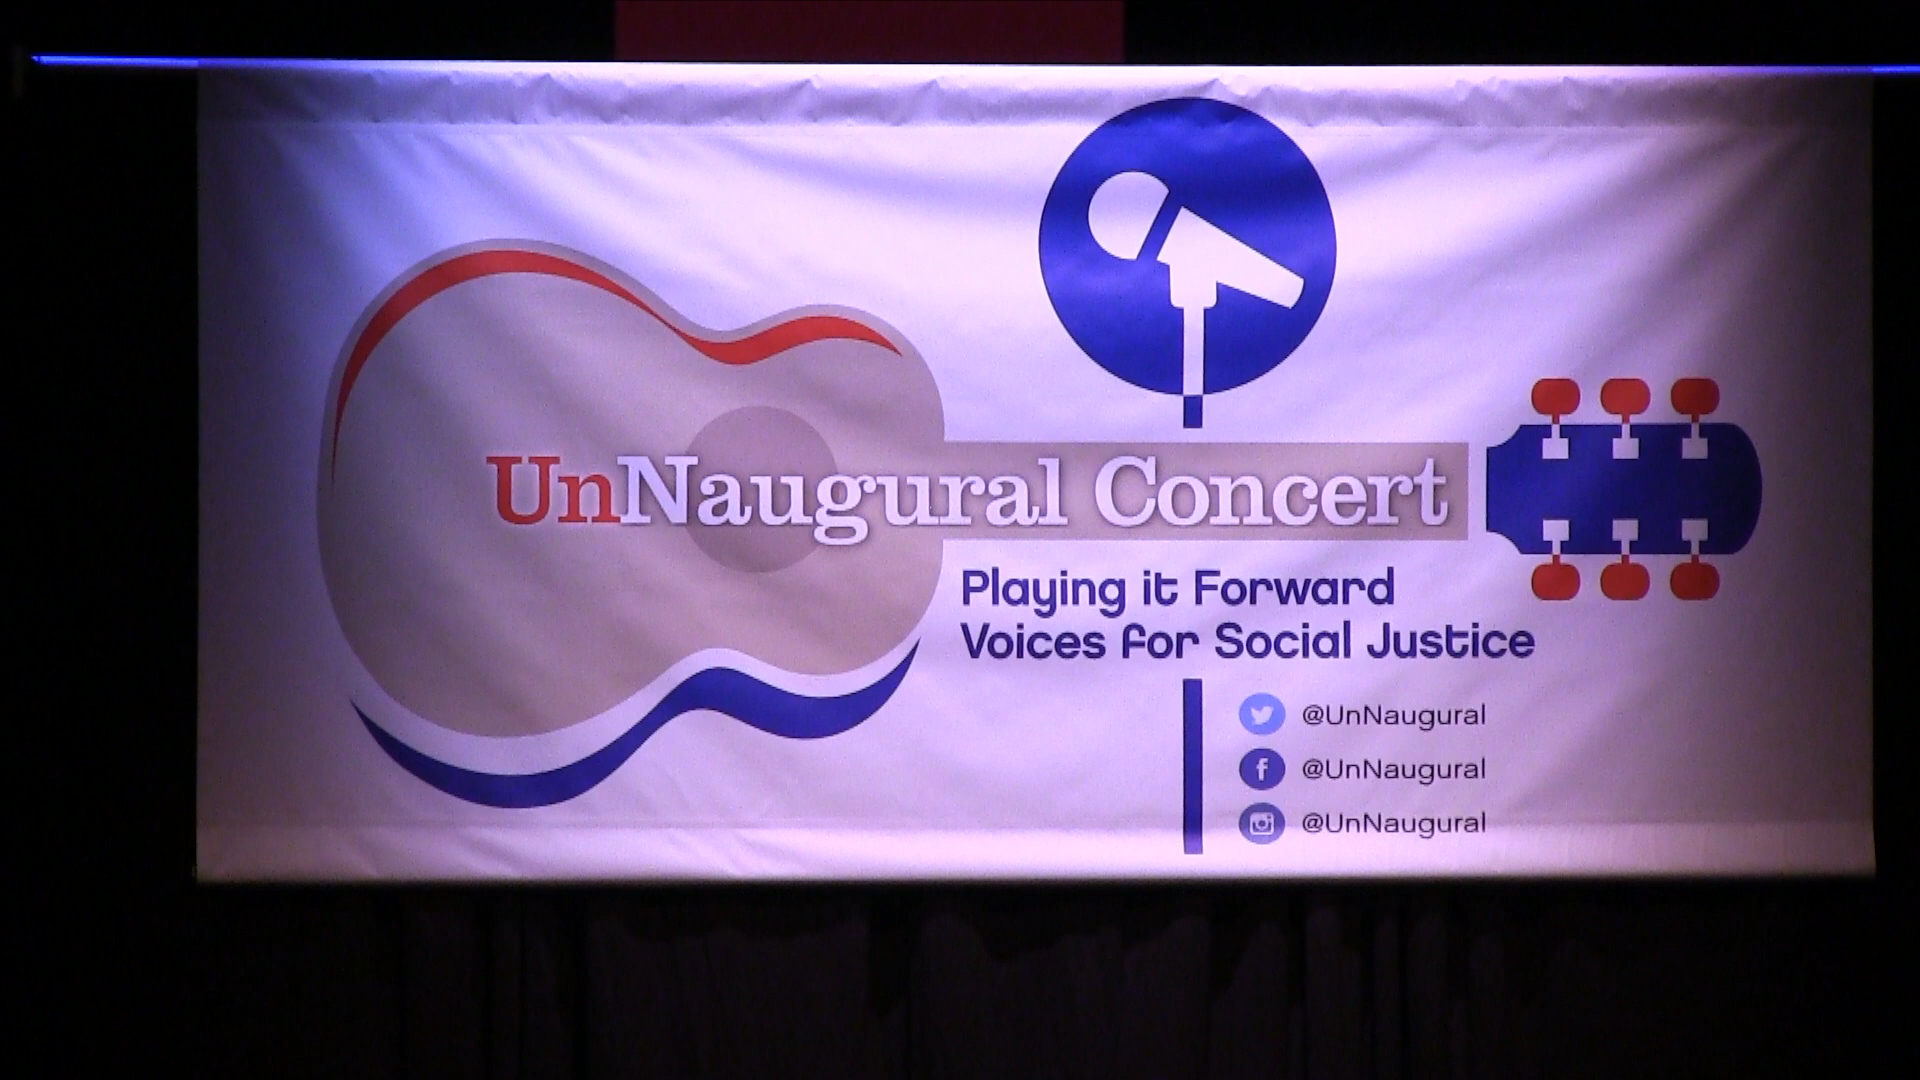 UnNaugural Concert
Playing it Forward
Voices for Social Justice
@UnNaugural
@UnNaugural
@UnNaugural